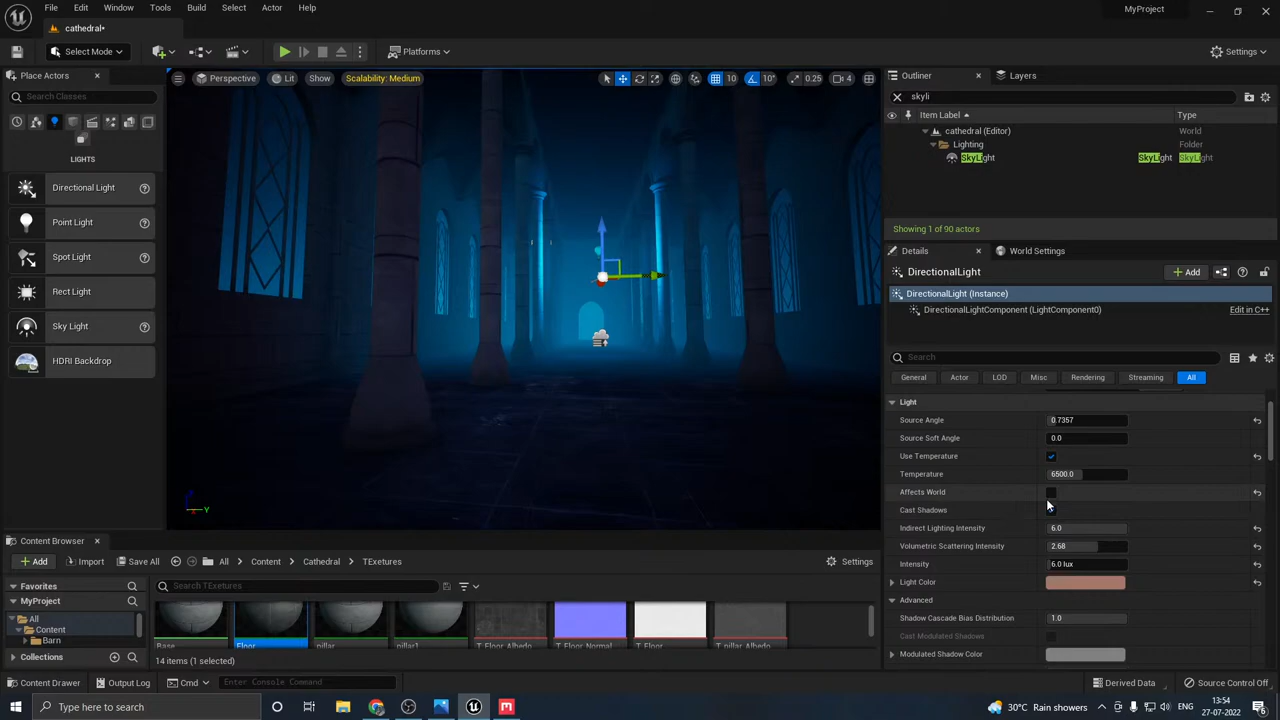 File Edit Window Tools Build Select Actor Help
MyProject
cathedral•
Select Mode
Platforms
Settings
Place Actors
Search Classes
LIGHTS
Directional Light
Point Light
Spot Light
Rect Light
Sky Light
HDRI Backdrop
Perspective Lit Show Scalability: Medium
10 10° 0.25 4
Y
Outliner Layers
skyli
Item Label Type
cathedral (Editor) World
Lighting Folder
SkyLight SkyLight SkyLight
Showing 1 of 90 actors
Details World Settings
DirectionalLight Add
DirectionalLight (Instance)
DirectionalLightComponent (LightComponent0) Edit in C++
Search
General Actor LOD Misc Rendering Streaming All
Light
Source Angle 0.7357
Source Soft Angle 0.0
Use Temperature
Temperature 6500.0
Affects World
Cast Shadows
Indirect Lighting Intensity 6.0
Volumetric Scattering Intensity 2.68
Intensity 6.0 lux
Light Color
Advanced
Shadow Cascade Bias Distribution 1.0
Cast Modulated Shadows
Modulated Shadow Color
Content Browser
Add Import Save All All Content Cathedral TExetures Settings
Favorites
MyProject
All
Content
Barn
Collections
Search TExetures
Base Floor pillar pillar1 T_Floor_Albedo T_Floor_Normal T_Floor T_pillar_Albedo
14 items (1 selected)
Content Drawer Output Log Cmd Enter Console Command Derived Data Source Control Off
Type here to search
30°C Rain showers ENG 13:54
27-07-2022